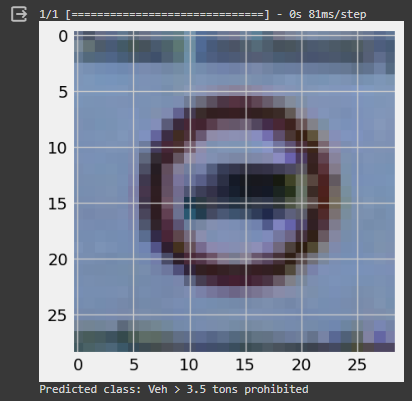 1/1 [==============================] - 0s 81ms/step
0
5
10
15
20
25
0 5 10 15 20 25
Predicted class: Veh > 3.5 tons prohibited